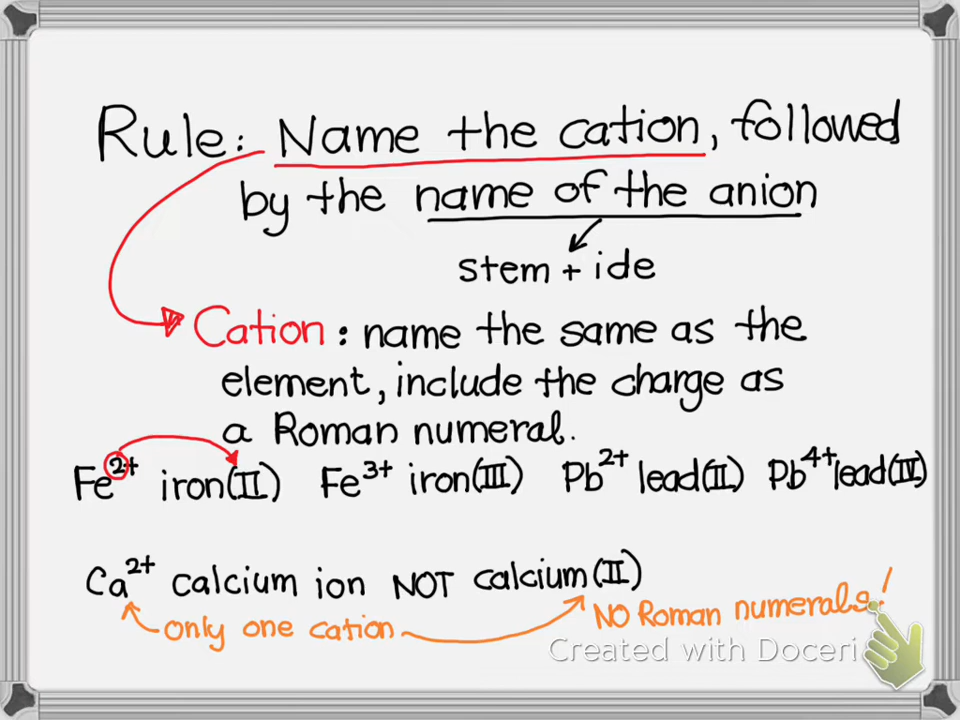 Rule: Name the cation, followed
by the name of the anion
stem + ide
Cation: name the same as the
element, include the charge as
a Roman numeral.
Fe²⁺ iron(II) Fe³⁺ iron(III) Pb²⁺ lead(II) Pb⁴⁺ lead(IV)
Ca²⁺ calcium ion NOT calcium(II)
only one cation NO Roman numerals!
Created with Doceri